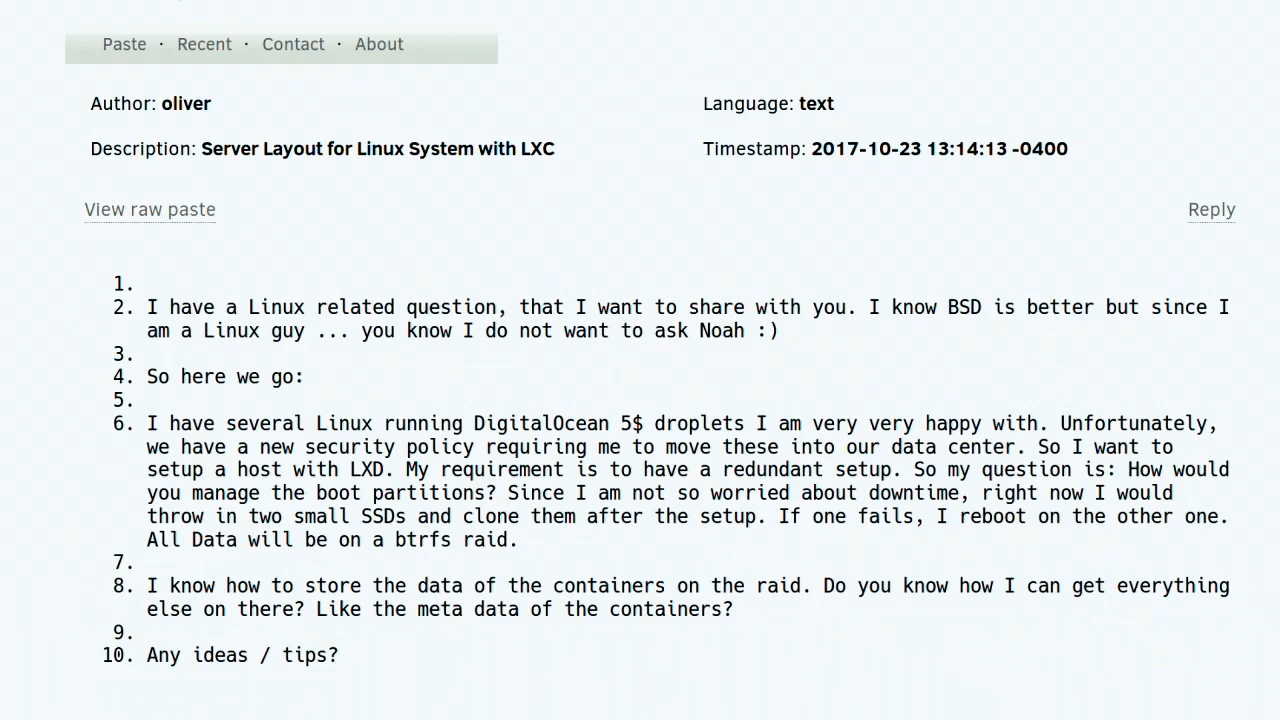 Paste · Recent · Contact · About
Author: oliver
Language: text
Description: Server Layout for Linux System with LXC
Timestamp: 2017-10-23 13:14:13 -0400
View raw paste
Reply
1.
2. I have a Linux related question, that I want to share with you. I know BSD is better but since I
am a Linux guy ... you know I do not want to ask Noah :)
3.
4. So here we go:
5.
6. I have several Linux running DigitalOcean 5$ droplets I am very very happy with. Unfortunately,
we have a new security policy requiring me to move these into our data center. So I want to
setup a host with LXD. My requirement is to have a redundant setup. So my question is: How would
you manage the boot partitions? Since I am not so worried about downtime, right now I would
throw in two small SSDs and clone them after the setup. If one fails, I reboot on the other one.
All Data will be on a btrfs raid.
7.
8. I know how to store the data of the containers on the raid. Do you know how I can get everything
else on there? Like the meta data of the containers?
9.
10. Any ideas / tips?